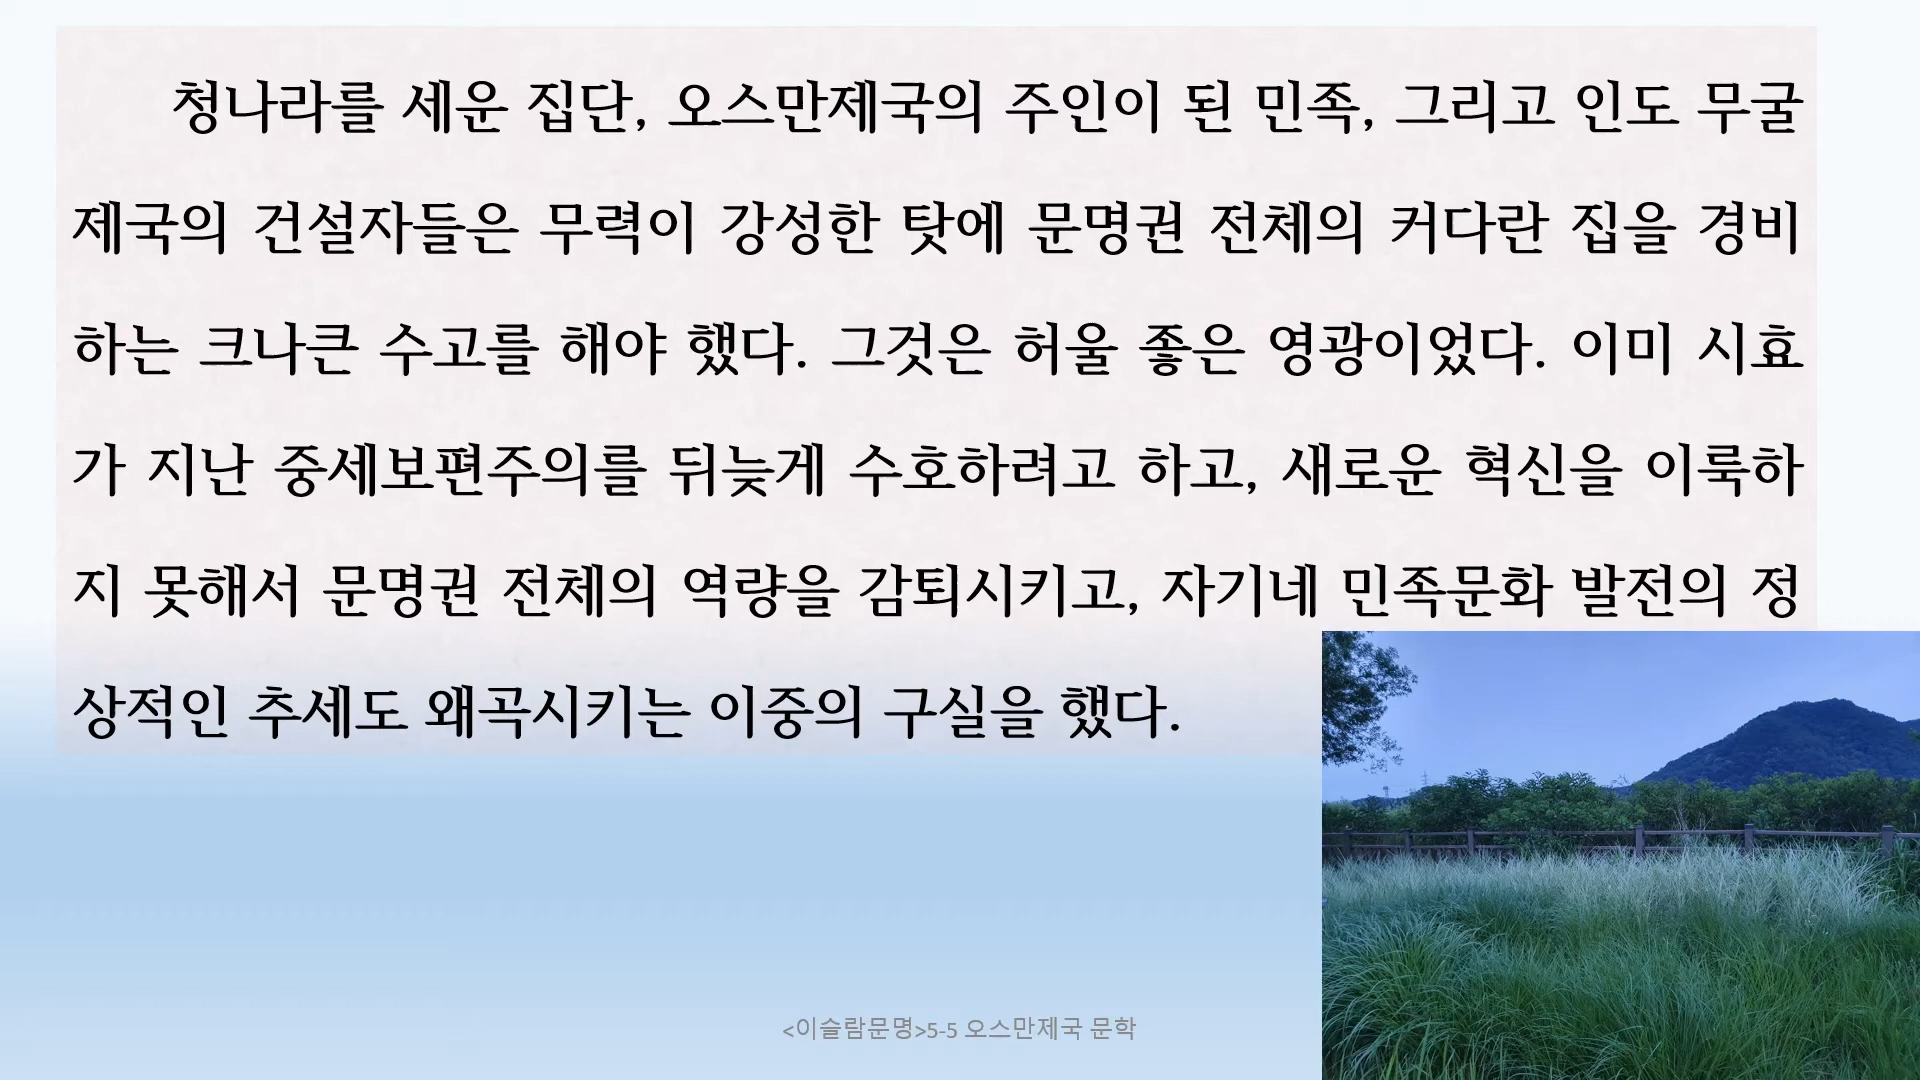 청나라를 세운 집단, 오스만제국의 주인이 된 민족, 그리고 인도 무굴
제국의 건설자들은 무력이 강성한 탓에 문명권 전체의 커다란 집을 경비
하는 크나큰 수고를 해야 했다. 그것은 허울 좋은 영광이었다. 이미 시효
가 지난 중세보편주의를 뒤늦게 수호하려고 하고, 새로운 혁신을 이룩하
지 못해서 문명권 전체의 역량을 감퇴시키고, 자기네 민족문화 발전의 정
상적인 추세도 왜곡시키는 이중의 구실을 했다.
<이슬람문명>5-5 오스만제국 문학